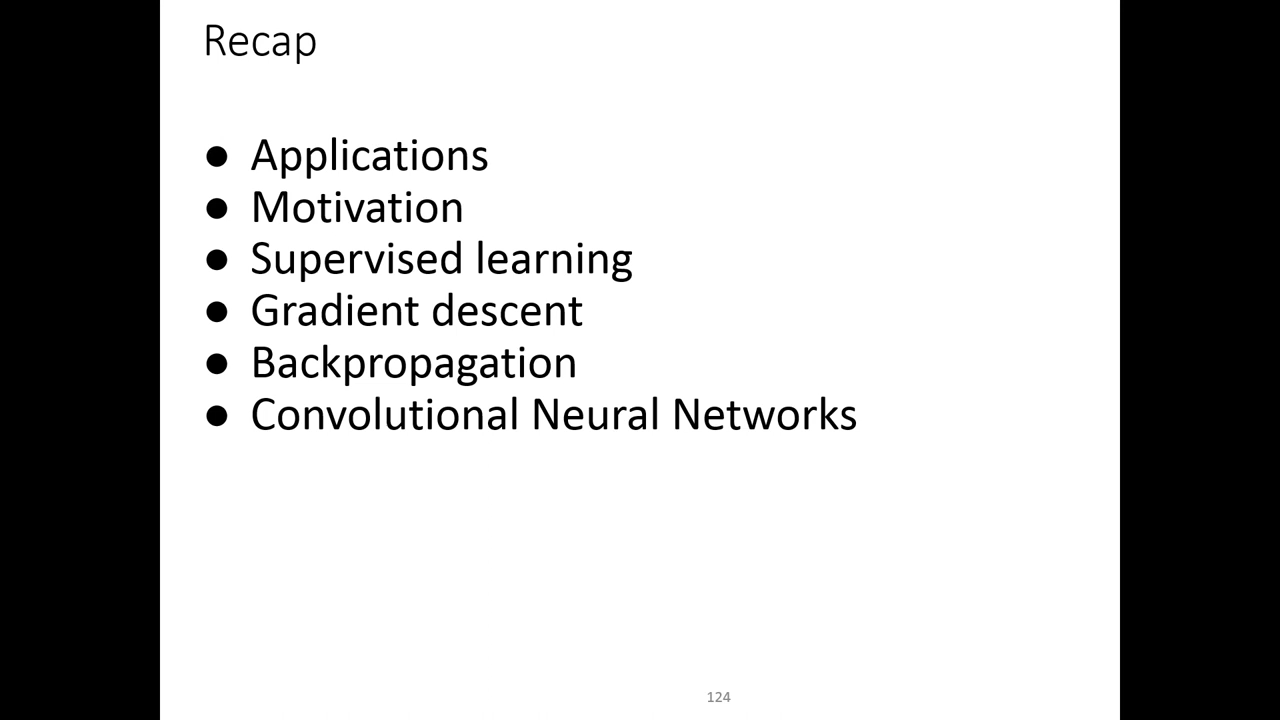 Recap
● Applications
● Motivation
● Supervised learning
● Gradient descent
● Backpropagation
● Convolutional Neural Networks
124